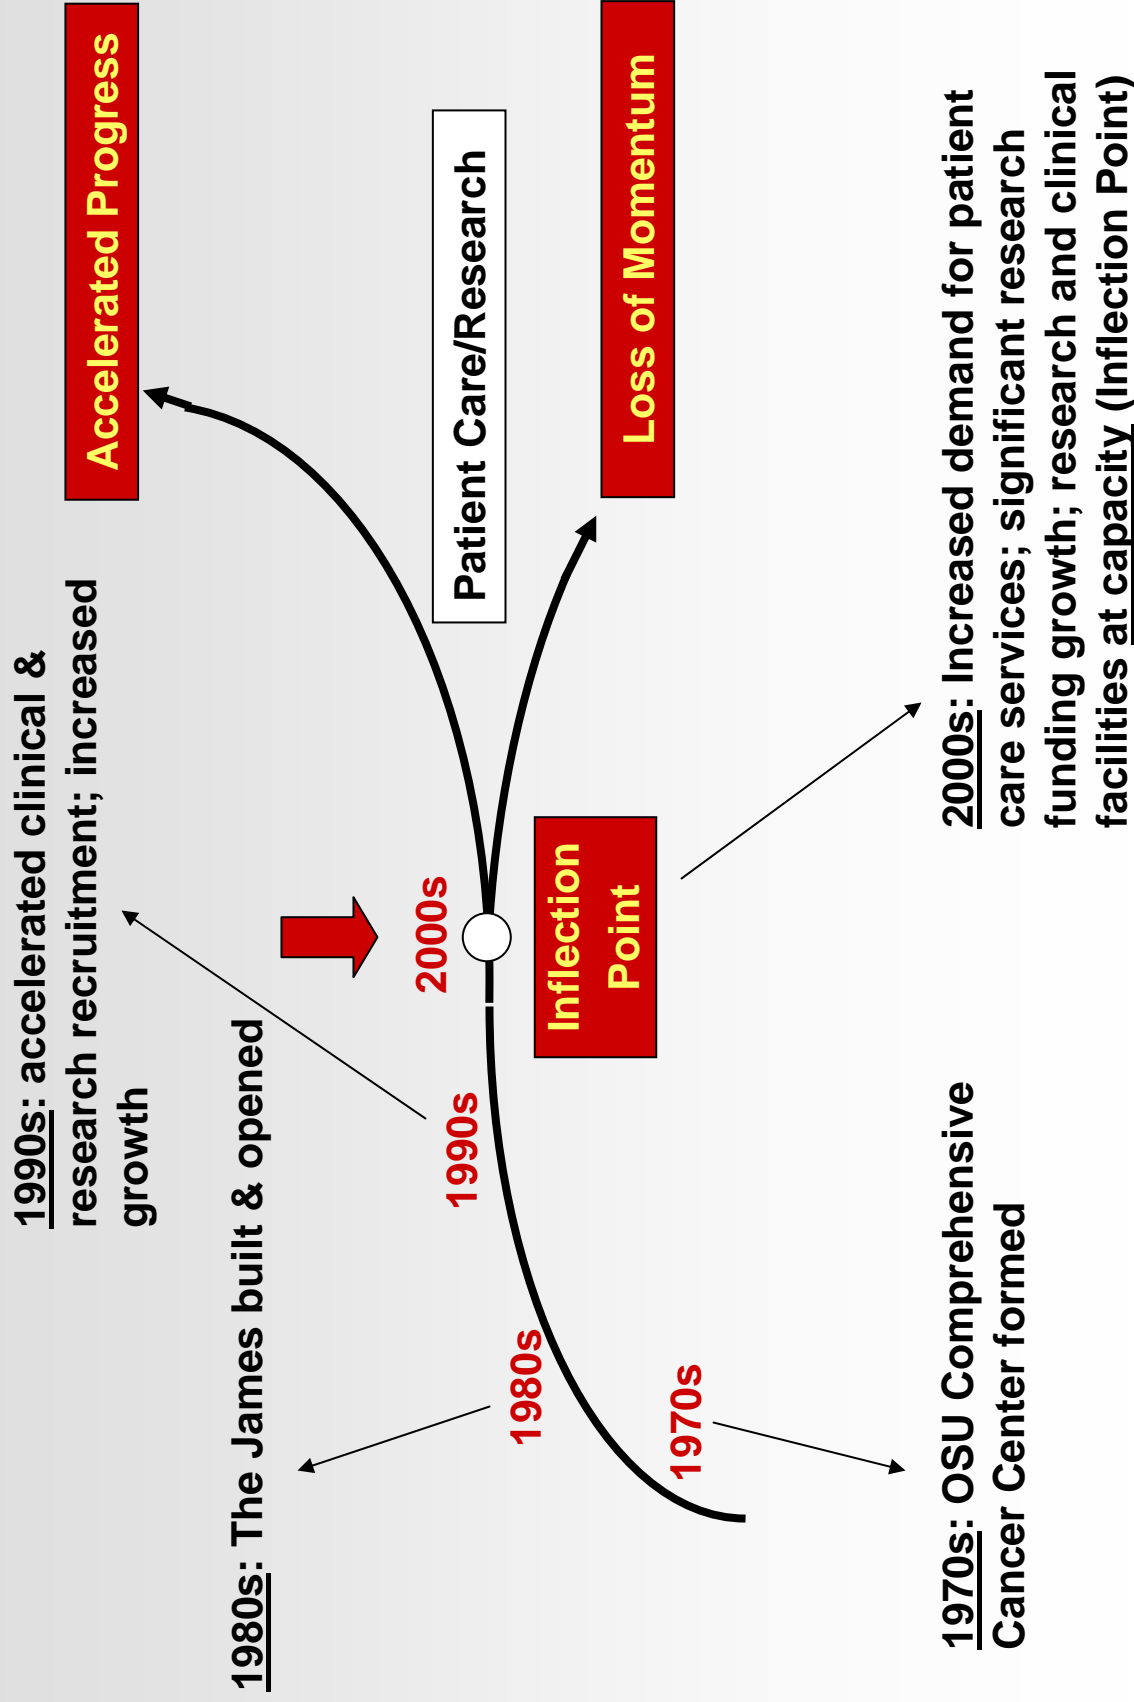 1990s: accelerated clinical &
research recruitment; increased
growth
Accelerated Progress
1980s: The James built & opened
2000s
1990s
Patient Care/Research
1980s
Inflection
Point
Loss of Momentum
1970s
1970s: OSU Comprehensive
Cancer Center formed
2000s: Increased demand for patient
care services; significant research
funding growth; research and clinical
facilities at capacity (Inflection Point)